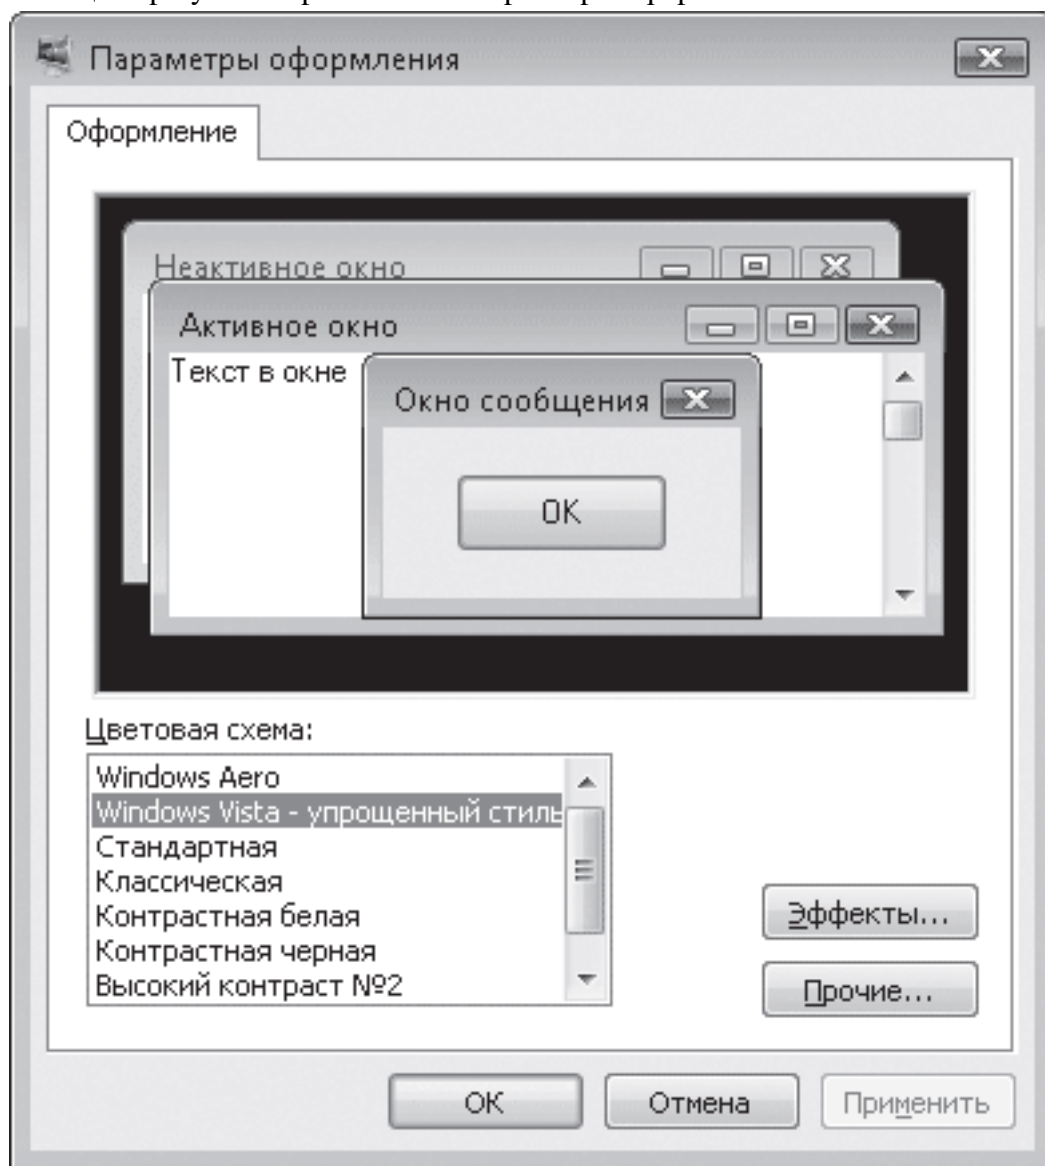 Параметры оформления
Оформление
Неактивное окно
Активное окно
Текст в окне
Окно сообщения
OK
Цветовая схема:
Windows Aero
Windows Vista - упрощенный стиль
Стандартная
Классическая
Контрастная белая
Контрастная черная
Высокий контраст №2
Эффекты...
Прочие...
OK
Отмена
Применить